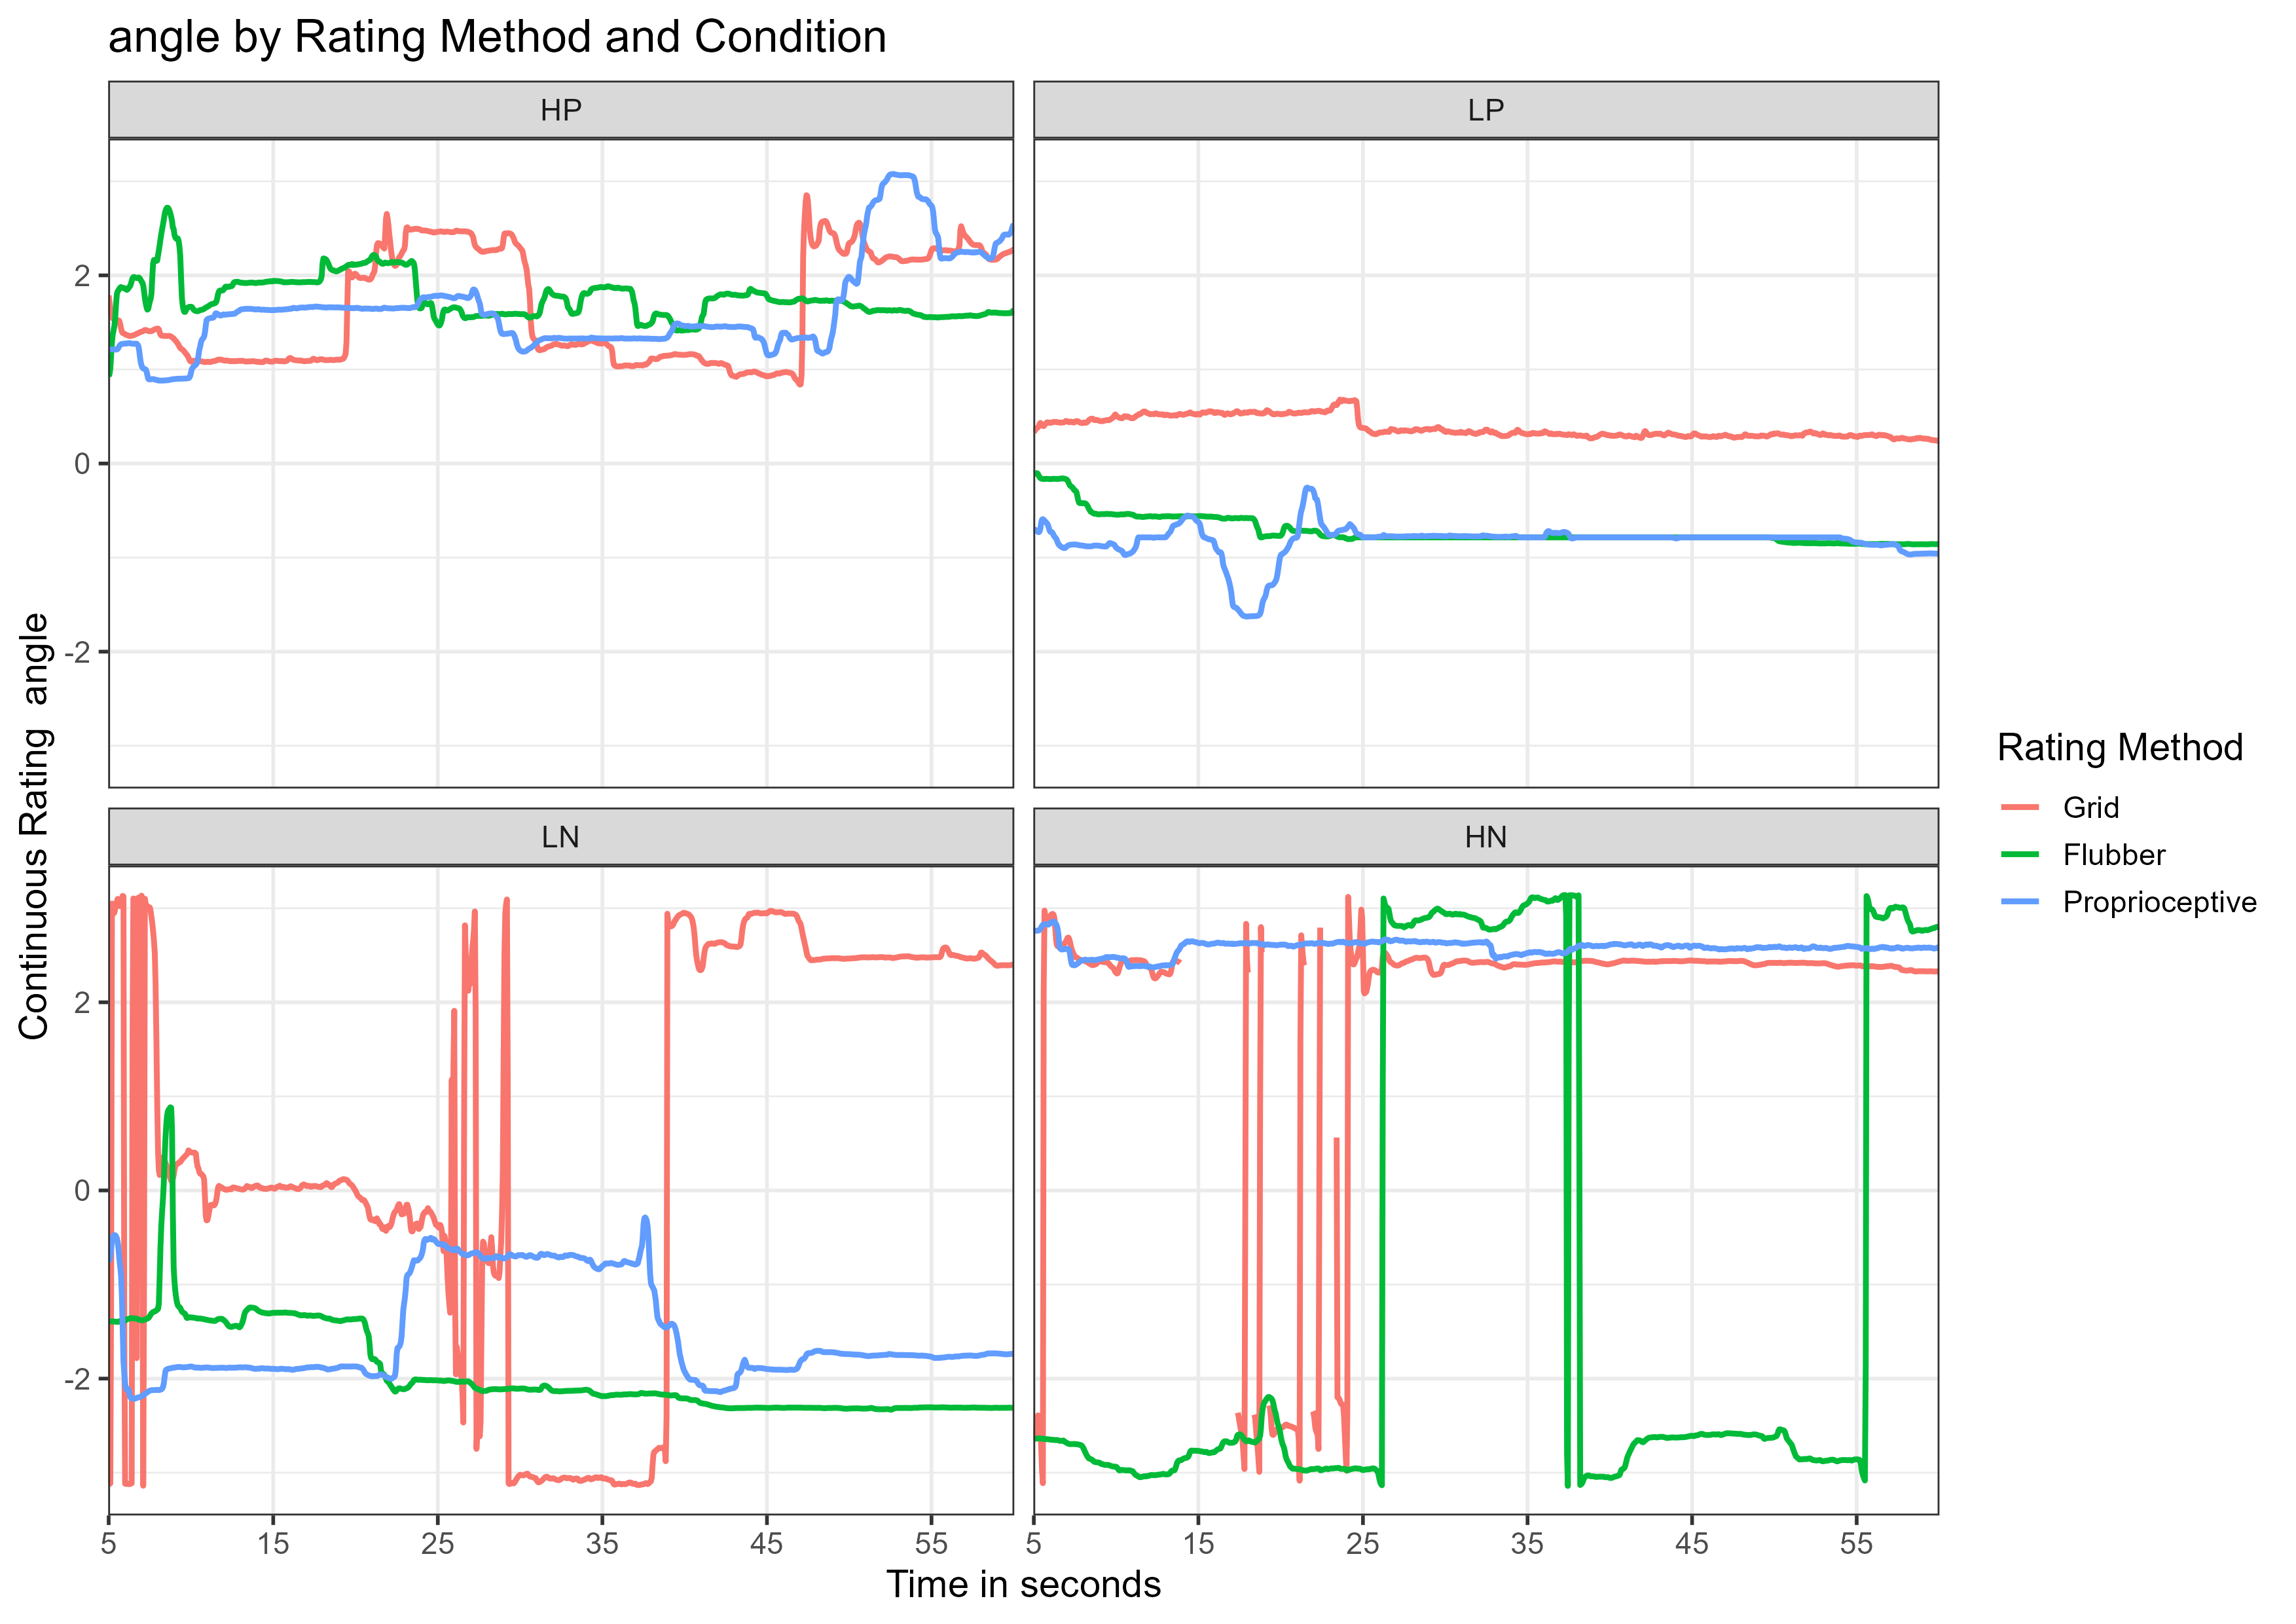 angle by Rating Method and Condition
HP
LP
2
0
-2
LN
HN
2
0
-2
5 15 25 35 45 55
5 15 25 35 45 55
Time in seconds
Continuous Rating  angle
Rating Method
Grid
Flubber
Proprioceptive